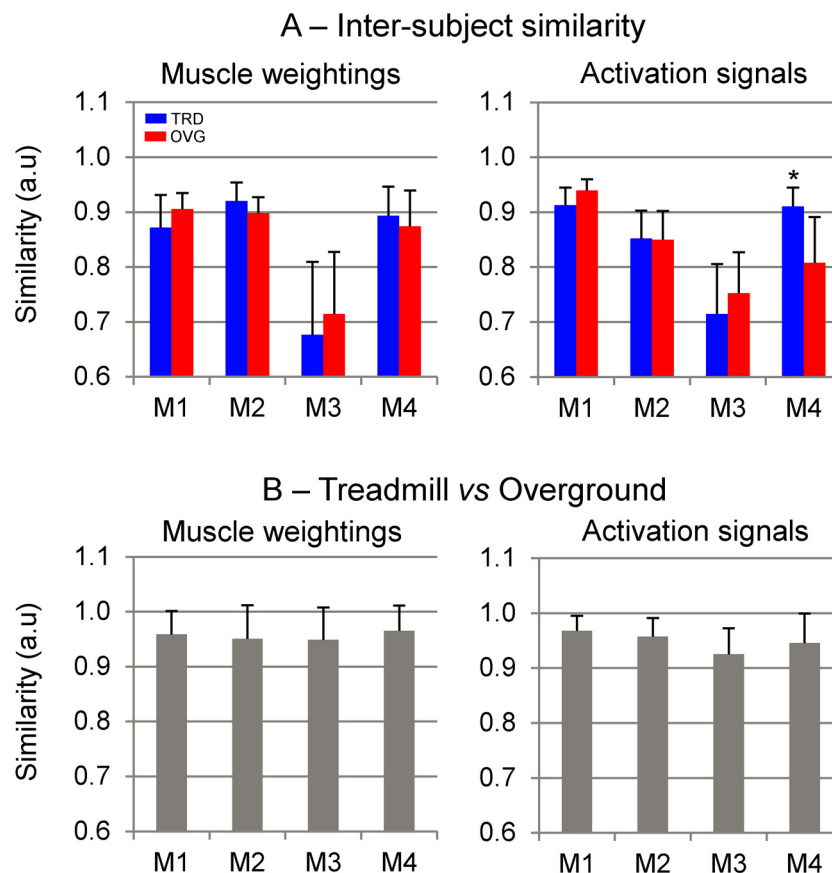 A – Inter-subject similarity
Muscle weightings
Activation signals
Similarity (a.u)
1.1
1.0
0.9
0.8
0.7
0.6
TRD
OVG
M1 M2 M3 M4
1.1
1.0
0.9
0.8
0.7
0.6
*
M1 M2 M3 M4
B – Treadmill vs Overground
Muscle weightings
Activation signals
Similarity (a.u)
1.1
1.0
0.9
0.8
0.7
0.6
M1 M2 M3 M4
1.1
1.0
0.9
0.8
0.7
0.6
M1 M2 M3 M4